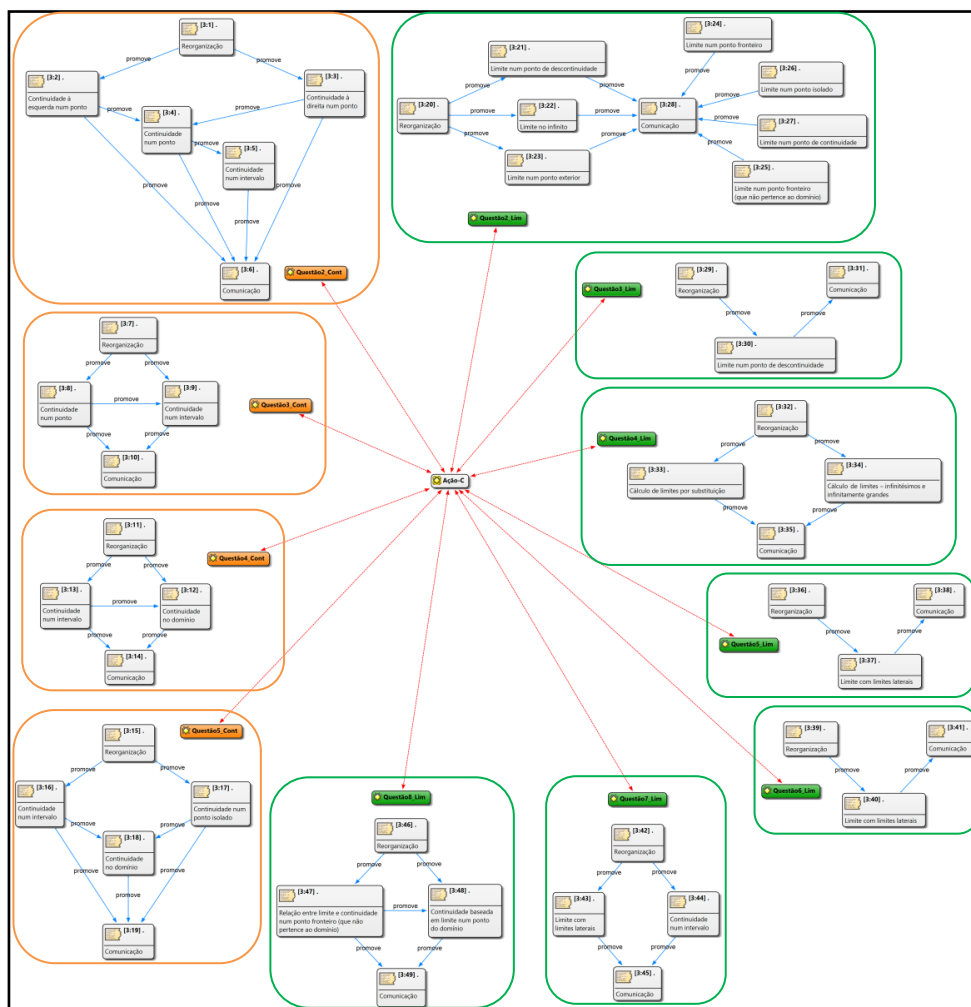 [3:1] .
Reorganização
promove
promove
[3:2] .
Continuidade à
esquerda num ponto
[3:3] .
Continuidade à
direita num ponto
promove
promove
[3:4] .
Continuidade
num ponto
promove
[3:5] .
Continuidade
num intervalo
promove
promove
promove
promove
[3:6] .
Comunicação
Questão2_Cont
[3:7] .
Reorganização
promove
promove
[3:8] .
Continuidade
num ponto
promove
[3:9] .
Continuidade
num intervalo
promove
promove
[3:10] .
Comunicação
Questão3_Cont
[3:11] .
Reorganização
promove
promove
[3:13] .
Continuidade
num intervalo
promove
[3:12] .
Continuidade
no domínio
promove
promove
[3:14] .
Comunicação
Questão4_Cont
Questão5_Cont
[3:15] .
Reorganização
promove
promove
[3:16] .
Continuidade
num intervalo
[3:17] .
Continuidade num
ponto isolado
promove
promove
[3:18] .
Continuidade
no domínio
promove
promove
promove
[3:19] .
Comunicação
Ação-C
[3:20] .
Reorganização
promove
promove
promove
[3:21] .
Limite num ponto de descontinuidade
[3:22] .
Limite no infinito
[3:23] .
Limite num ponto exterior
promove
promove
promove
[3:24] .
Limite num ponto fronteiro
promove
[3:26] .
Limite num ponto isolado
promove
[3:28] .
Comunicação
[3:27] .
Limite num ponto de continuidade
promove
promove
[3:25] .
Limite num ponto fronteiro
(que não pertence ao domínio)
Questão2_Lim
Questão3_Lim
[3:29] .
Reorganização
[3:31] .
Comunicação
promove
promove
[3:30] .
Limite num ponto de descontinuidade
Questão4_Lim
[3:32] .
Reorganização
promove
promove
[3:33] .
Cálculo de limites por substituição
[3:34] .
Cálculo de limites – infinitésimos e
infinitamente grandes
promove
promove
[3:35] .
Comunicação
[3:36] .
Reorganização
[3:38] .
Comunicação
promove
promove
[3:37] .
Limite com limites laterais
Questão5_Lim
[3:39] .
Reorganização
[3:41] .
Comunicação
promove
promove
[3:40] .
Limite com limites laterais
Questão6_Lim
Questão8_Lim
[3:46] .
Reorganização
promove
promove
[3:47] .
Relação entre limite e continuidade
num ponto fronteiro (que não
pertence ao domínio)
promove
[3:48] .
Continuidade baseada
em limite num ponto
do domínio
promove
promove
[3:49] .
Comunicação
Questão7_Lim
[3:42] .
Reorganização
promove
promove
[3:43] .
Limite com
limites laterais
[3:44] .
Continuidade
num intervalo
promove
promove
[3:45] .
Comunicação